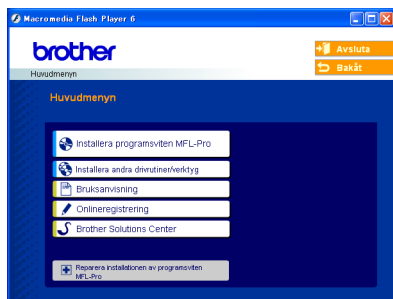 Macromedia Flash Player 6
brother
Avsluta
Huvudmenyn
Bakåt
Huvudmenyn
Installera programsviten MFL-Pro
Installera andra drivrutiner/verktyg
Bruksanvisning
Onlineregistrering
Brother Solutions Center
Reparera installationen av programsviten
MFL-Pro